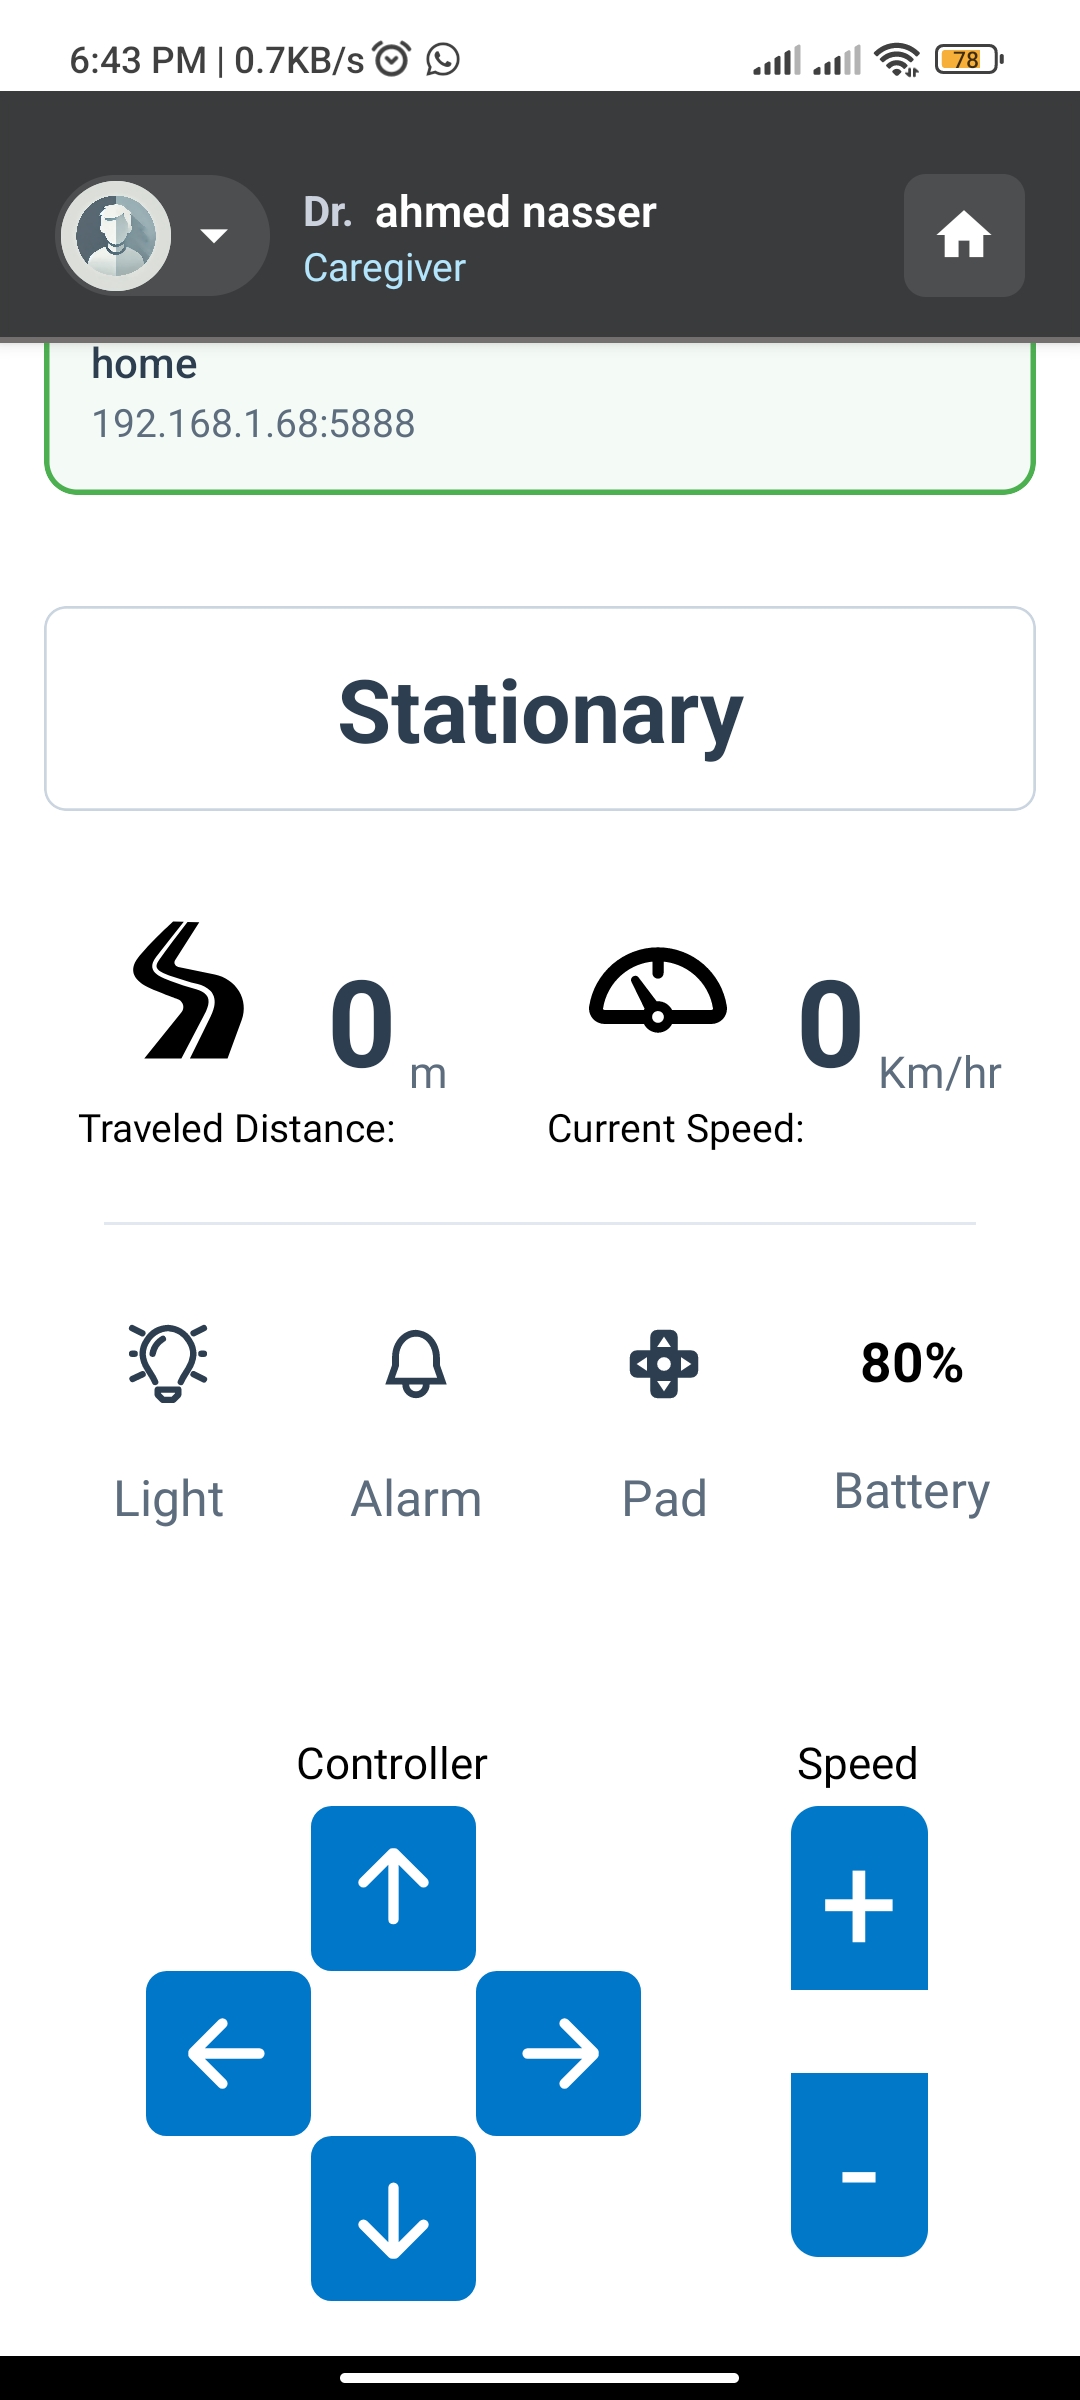 6:43 PM | 0.7KB/s 78
Dr. ahmed nasser
Caregiver
home
192.168.1.68:5888
Stationary
0 m 0 Km/hr
Traveled Distance: Current Speed:
80%
Light Alarm Pad Battery
Controller Speed
+
-